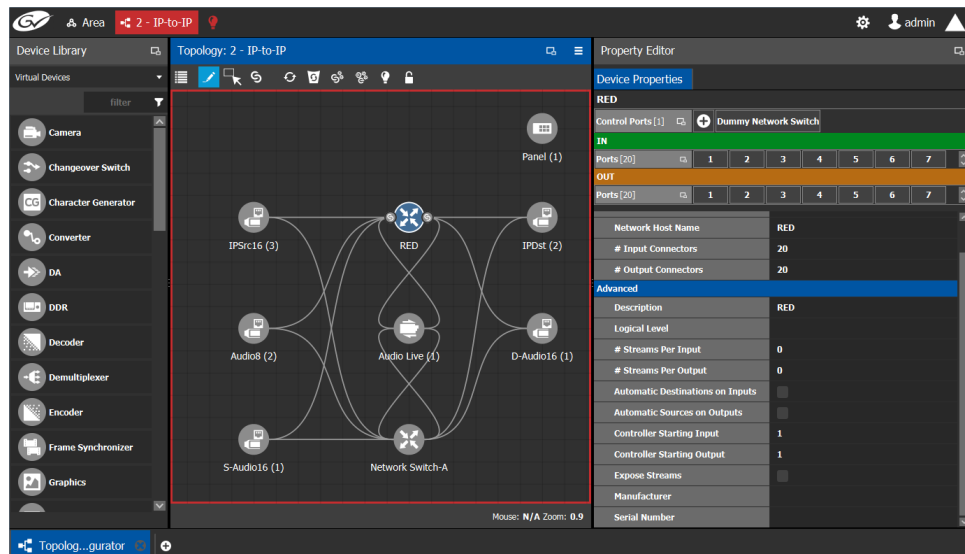 GV Area 2 - IP-to-IP admin
Device Library
Virtual Devices
filter
Camera
Changeover Switch
CG Character Generator
Converter
DA
DDR
Decoder
Demultiplexer
Encoder
Frame Synchronizer
Graphics
Topology: 2 - IP-to-IP
Panel (1)
IPSrc16 (3)
RED
IPDst (2)
Audio8 (2)
Audio Live (1)
D-Audio16 (1)
S-Audio16 (1)
Network Switch-A
Mouse: N/A Zoom: 0.9
Property Editor
Device Properties
RED
Control Ports [1] Dummy Network Switch
IN
Ports [20] 1 2 3 4 5 6 7
OUT
Ports [20] 1 2 3 4 5 6 7
Network Host Name RED
# Input Connectors 20
# Output Connectors 20
Advanced
Description RED
Logical Level
# Streams Per Input 0
# Streams Per Output 0
Automatic Destinations on Inputs
Automatic Sources on Outputs
Controller Starting Input 1
Controller Starting Output 1
Expose Streams
Manufacturer
Serial Number
Topolog...gurator